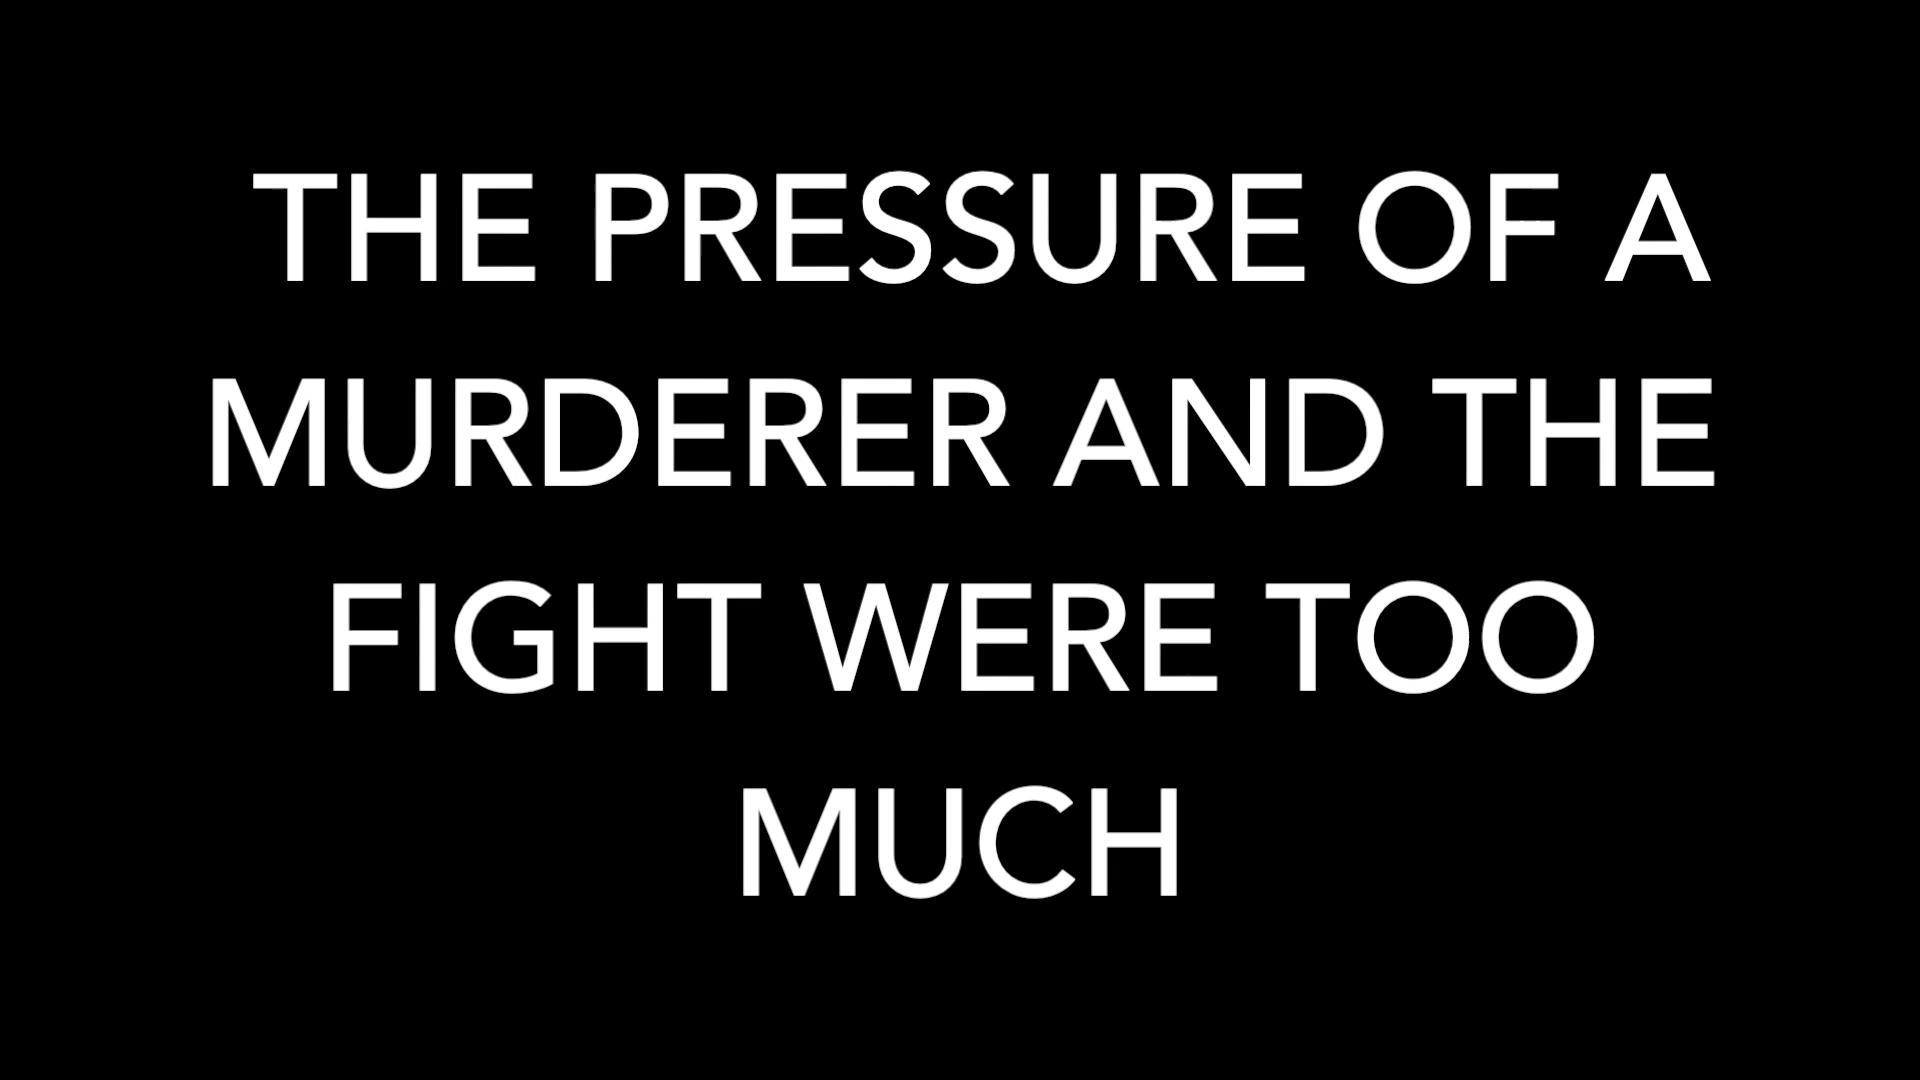 THE PRESSURE OF A
MURDERER AND THE
FIGHT WERE TOO
MUCH